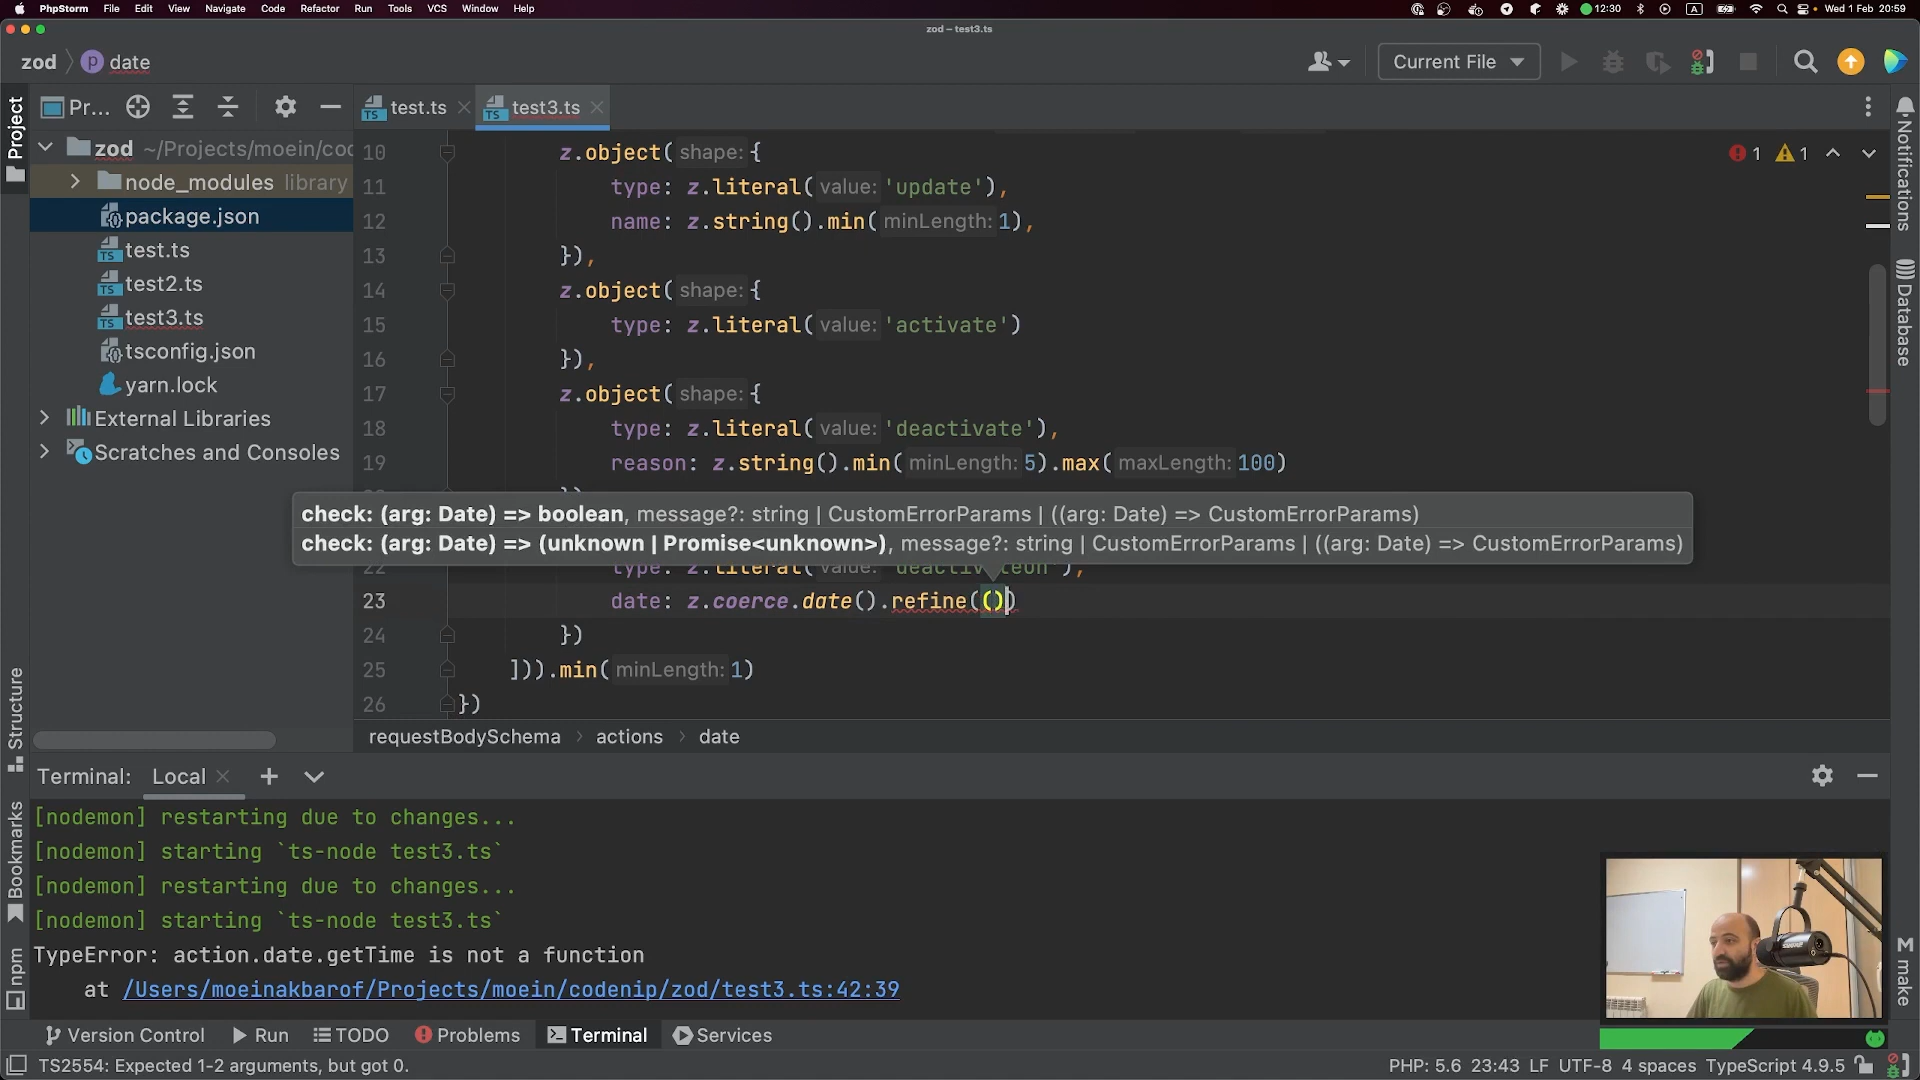 PhpStorm File Edit View Navigate Code Refactor Run Tools VCS Window Help 12:30 A Wed 1 Feb 20:59
zod – test3.ts
zod date Current File
Project Pr... test.ts test3.ts
zod ~/Projects/moein/cod
node_modules library
package.json
test.ts
test2.ts
test3.ts
tsconfig.json
yarn.lock
External Libraries
Scratches and Consoles
1 1
10 z.object( shape: {
11 type: z.literal( value: 'update'),
12 name: z.string().min( minLength: 1),
13 }),
14 z.object( shape: {
15 type: z.literal( value: 'activate')
16 }),
17 z.object( shape: {
18 type: z.literal( value: 'deactivate'),
19 reason: z.string().min( minLength: 5).max( maxLength: 100)
check: (arg: Date) => boolean, message?: string | CustomErrorParams | ((arg: Date) => CustomErrorParams)
check: (arg: Date) => (unknown | Promise<unknown>), message?: string | CustomErrorParams | ((arg: Date) => CustomErrorParams)
22 type: z.literal( value: 'deactivateOn'),
23 date: z.coerce.date().refine(())
24 })
25 ])).min( minLength: 1)
26 })
requestBodySchema actions date
Notifications
Database
make
Structure
Bookmarks
npm
Terminal: Local
[nodemon] restarting due to changes...
[nodemon] starting `ts-node test3.ts`
[nodemon] restarting due to changes...
[nodemon] starting `ts-node test3.ts`
TypeError: action.date.getTime is not a function
at /Users/moeinakbarof/Projects/moein/codenip/zod/test3.ts:42:39
Version Control Run TODO Problems Terminal Services
TS2554: Expected 1-2 arguments, but got 0. PHP: 5.6 23:43 LF UTF-8 4 spaces TypeScript 4.9.5